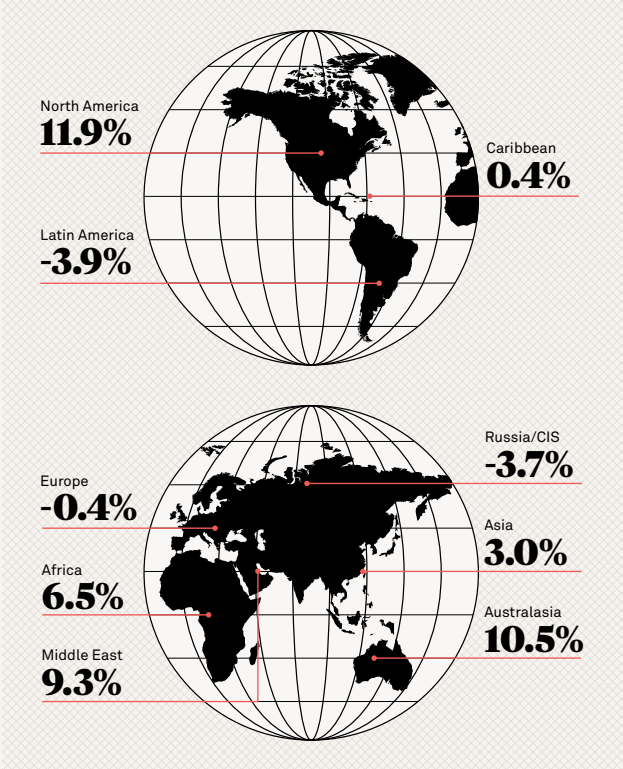 North America
11.9%
Caribbean
0.4%
Latin America
-3.9%
Russia/CIS
-3.7%
Europe
-0.4%
Asia
3.0%
Africa
6.5%
Australasia
10.5%
Middle East
9.3%